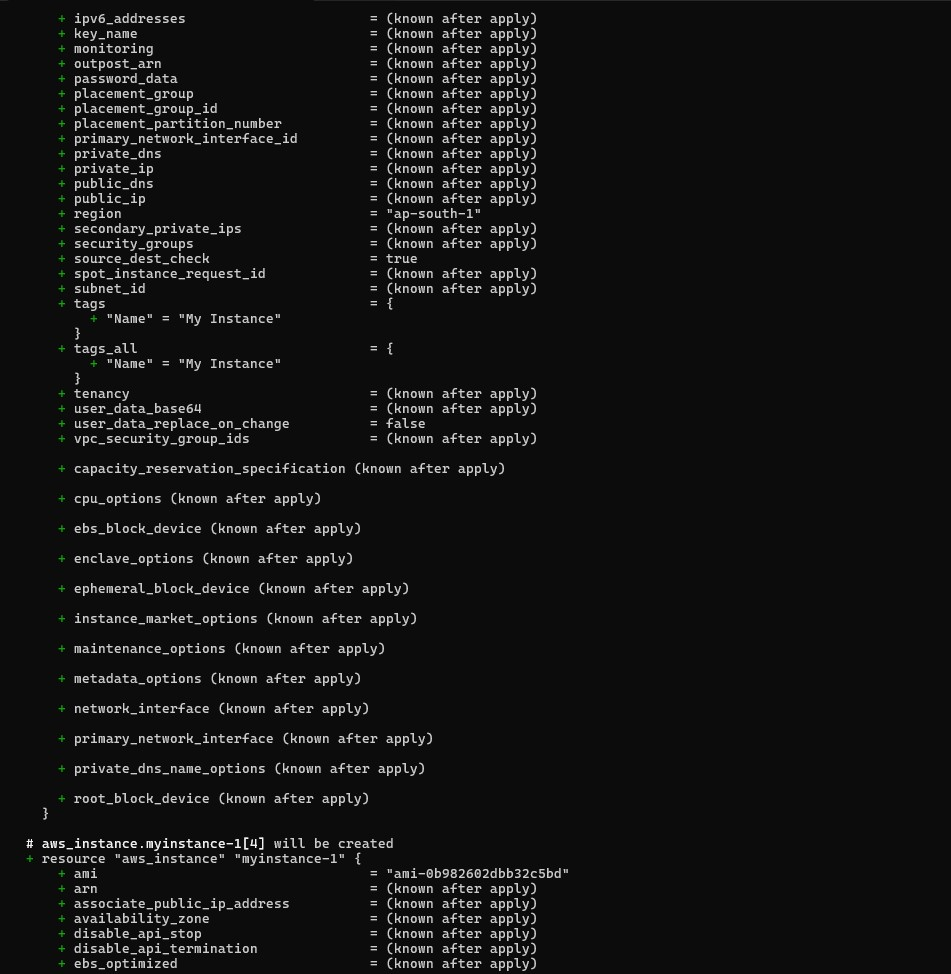 + ipv6_addresses = (known after apply)
+ key_name = (known after apply)
+ monitoring = (known after apply)
+ outpost_arn = (known after apply)
+ password_data = (known after apply)
+ placement_group = (known after apply)
+ placement_group_id = (known after apply)
+ placement_partition_number = (known after apply)
+ primary_network_interface_id = (known after apply)
+ private_dns = (known after apply)
+ private_ip = (known after apply)
+ public_dns = (known after apply)
+ public_ip = (known after apply)
+ region = "ap-south-1"
+ secondary_private_ips = (known after apply)
+ security_groups = (known after apply)
+ source_dest_check = true
+ spot_instance_request_id = (known after apply)
+ subnet_id = (known after apply)
+ tags = {
+ "Name" = "My Instance"
}
+ tags_all = {
+ "Name" = "My Instance"
}
+ tenancy = (known after apply)
+ user_data_base64 = (known after apply)
+ user_data_replace_on_change = false
+ vpc_security_group_ids = (known after apply)
+ capacity_reservation_specification (known after apply)
+ cpu_options (known after apply)
+ ebs_block_device (known after apply)
+ enclave_options (known after apply)
+ ephemeral_block_device (known after apply)
+ instance_market_options (known after apply)
+ maintenance_options (known after apply)
+ metadata_options (known after apply)
+ network_interface (known after apply)
+ primary_network_interface (known after apply)
+ private_dns_name_options (known after apply)
+ root_block_device (known after apply)
}
# aws_instance.myinstance-1[4] will be created
+ resource "aws_instance" "myinstance-1" {
+ ami = "ami-0b982602dbb32c5bd"
+ arn = (known after apply)
+ associate_public_ip_address = (known after apply)
+ availability_zone = (known after apply)
+ disable_api_stop = (known after apply)
+ disable_api_termination = (known after apply)
+ ebs_optimized = (known after apply)